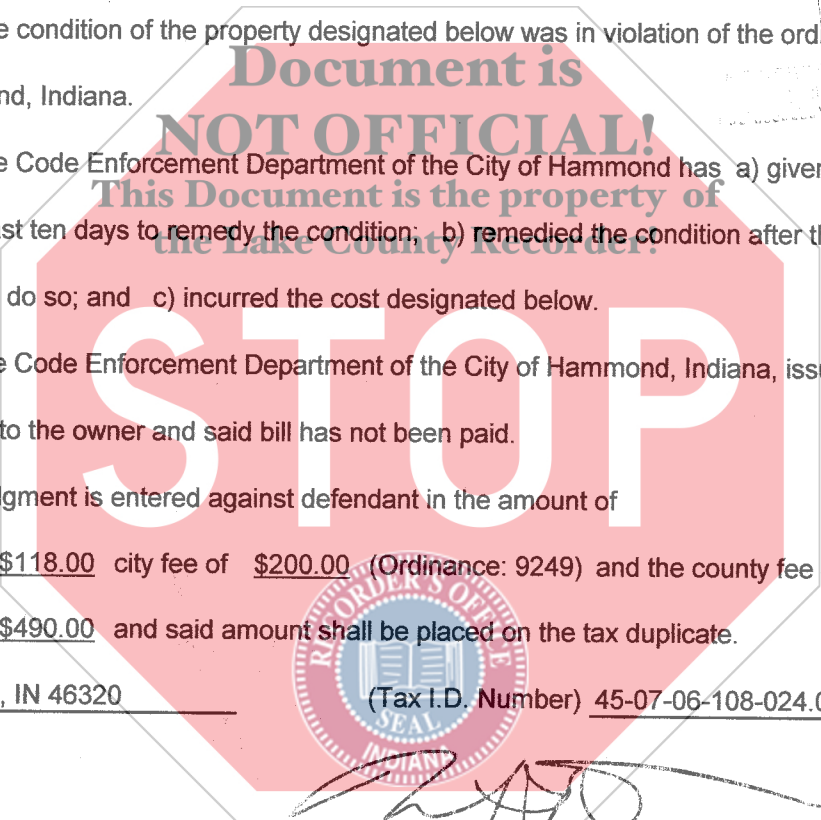 e condition of the property designated below was in violation of the ord
Document is
nd, Indiana.
NOT OFFICIAL!
e Code Enforcement Department of the City of Hammond has a) given
This Document is the property of
st ten days to remedy the condition; b) remedied the condition after th
the Lake County Recorder!
do so; and c) incurred the cost designated below.
STOP
e Code Enforcement Department of the City of Hammond, Indiana, issu
to the owner and said bill has not been paid.
dgment is entered against defendant in the amount of
$118.00 city fee of $200.00 (Ordinance: 9249) and the county fee
RECORDER'S OFFICE
$490.00 and said amount shall be placed on the tax duplicate.
, IN 46320 (Tax I.D. Number) 45-07-06-108-024.0
SEAL
INDIANA